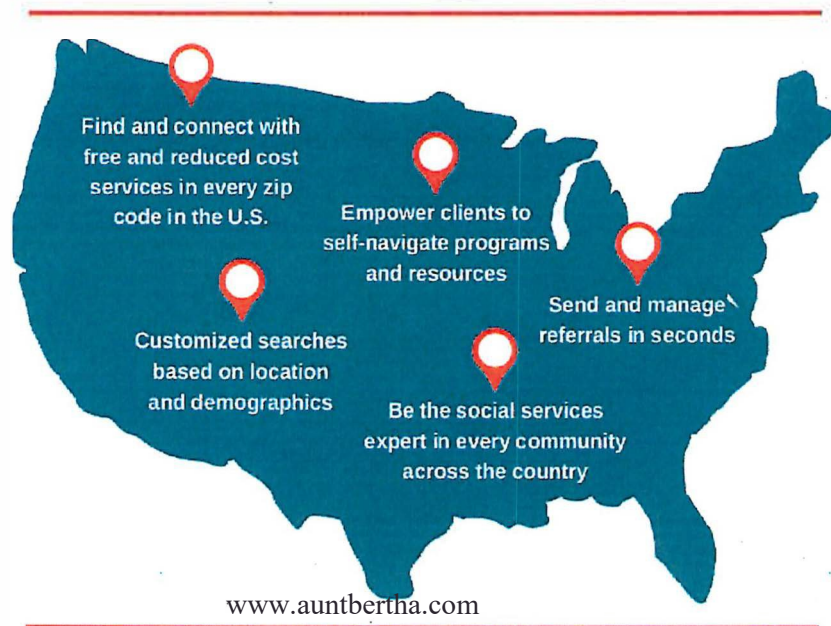 Find and connect with
free and reduced cost
services in every zip
code in the U.S.
Empower clients to
self-navigate programs
and resources
Send and manage
referrals in seconds
Customized searches
based on location
and demographics
Be the social services
expert in every community
across the country
www.auntbertha.com